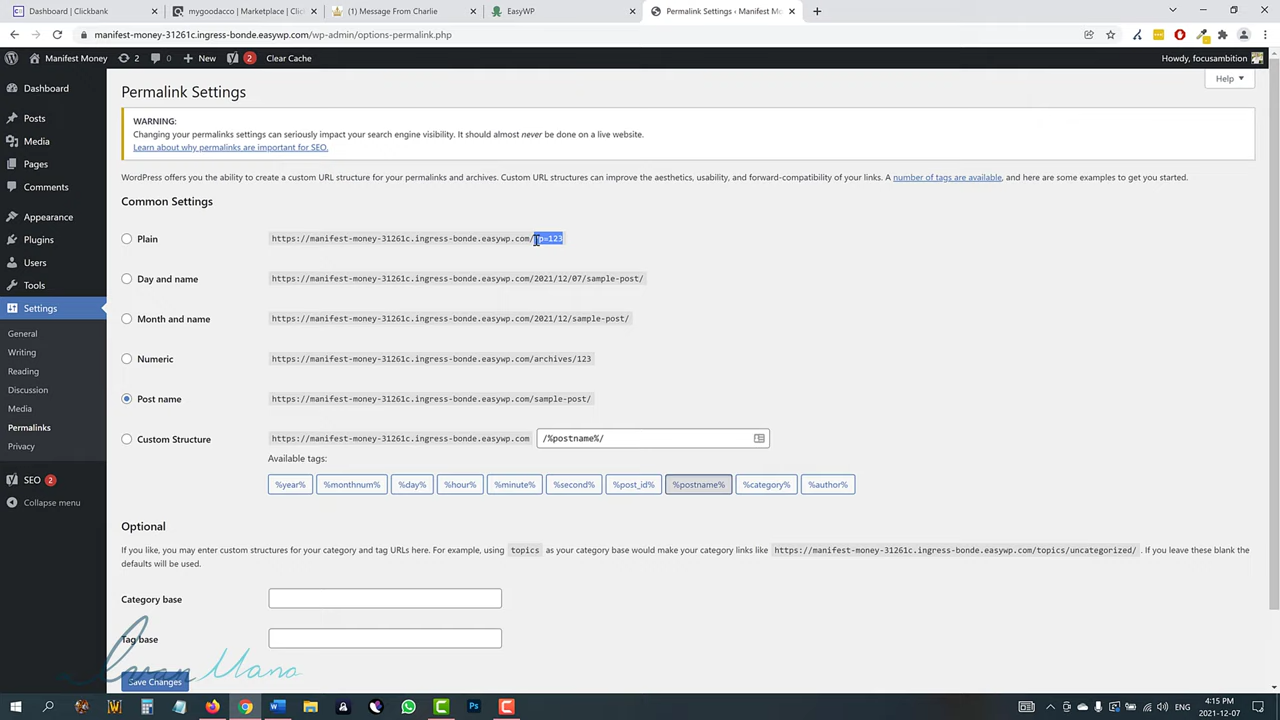 Dashboard | Clickbank
mygoodacco | Marketplace | Clic
(1) Message From Charlie
EasyWP
Permalink Settings ‹ Manifest Mo
manifest-money-31261c.ingress-bonde.easywp.com/wp-admin/options-permalink.php
Manifest Money
2
0
New
2
Clear Cache
Howdy, focusambition
Help
Dashboard
Posts
Media
Pages
Comments
Appearance
Plugins
Users
Tools
Settings
General
Writing
Reading
Discussion
Media
Permalinks
Privacy
SEO 2
Collapse menu
Permalink Settings
WARNING:
Changing your permalinks settings can seriously impact your search engine visibility. It should almost never be done on a live website.
Learn about why permalinks are important for SEO.
WordPress offers you the ability to create a custom URL structure for your permalinks and archives. Custom URL structures can improve the aesthetics, usability, and forward-compatibility of your links. A number of tags are available, and here are some examples to get you started.
Common Settings
Plain
https://manifest-money-31261c.ingress-bonde.easywp.com/?p=123
Day and name
https://manifest-money-31261c.ingress-bonde.easywp.com/2021/12/07/sample-post/
Month and name
https://manifest-money-31261c.ingress-bonde.easywp.com/2021/12/sample-post/
Numeric
https://manifest-money-31261c.ingress-bonde.easywp.com/archives/123
Post name
https://manifest-money-31261c.ingress-bonde.easywp.com/sample-post/
Custom Structure
https://manifest-money-31261c.ingress-bonde.easywp.com
/%postname%/
Available tags:
%year%
%monthnum%
%day%
%hour%
%minute%
%second%
%post_id%
%postname%
%category%
%author%
Optional
If you like, you may enter custom structures for your category and tag URLs here. For example, using topics as your category base would make your category links like https://manifest-money-31261c.ingress-bonde.easywp.com/topics/uncategorized/ . If you leave these blank the
defaults will be used.
Category base
Tag base
Save Changes
4:15 PM
2021-12-07